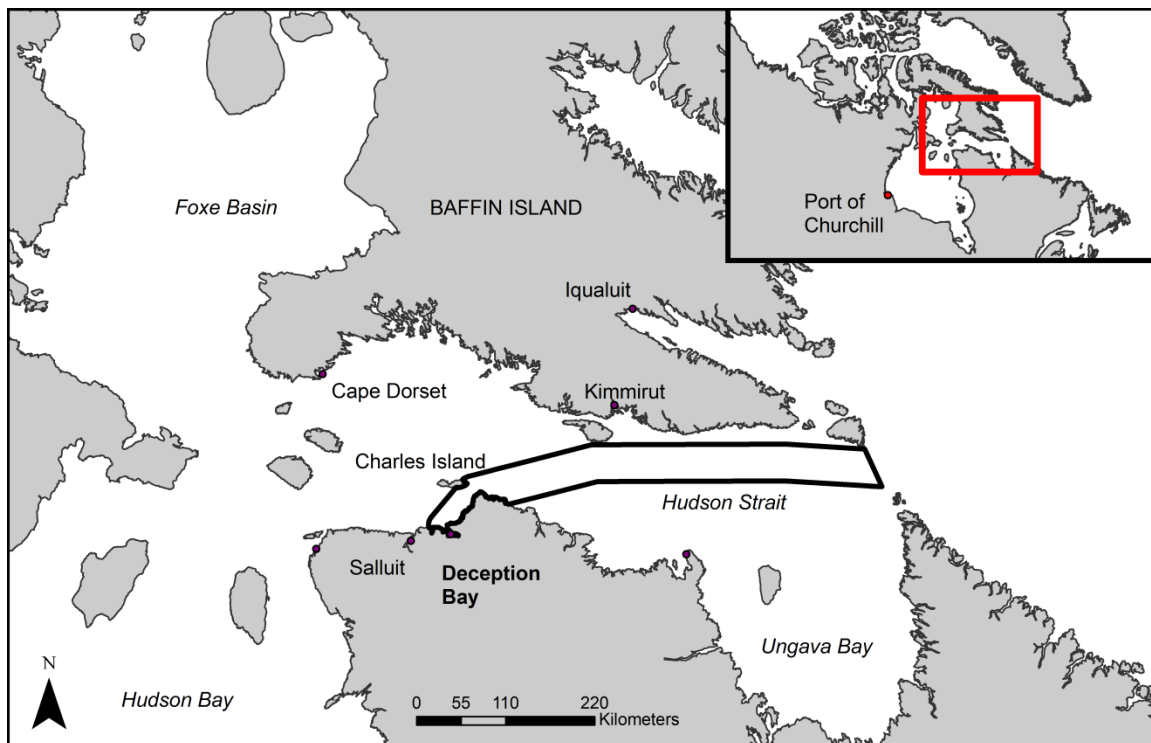 Foxe Basin
BAFFIN ISLAND
Port of
Churchill
Iqualuit
Cape Dorset
Kimmirut
Charles Island
Hudson Strait
Salluit
Deception
Bay
Ungava Bay
Hudson Bay
N
0 55 110 220
Kilometers